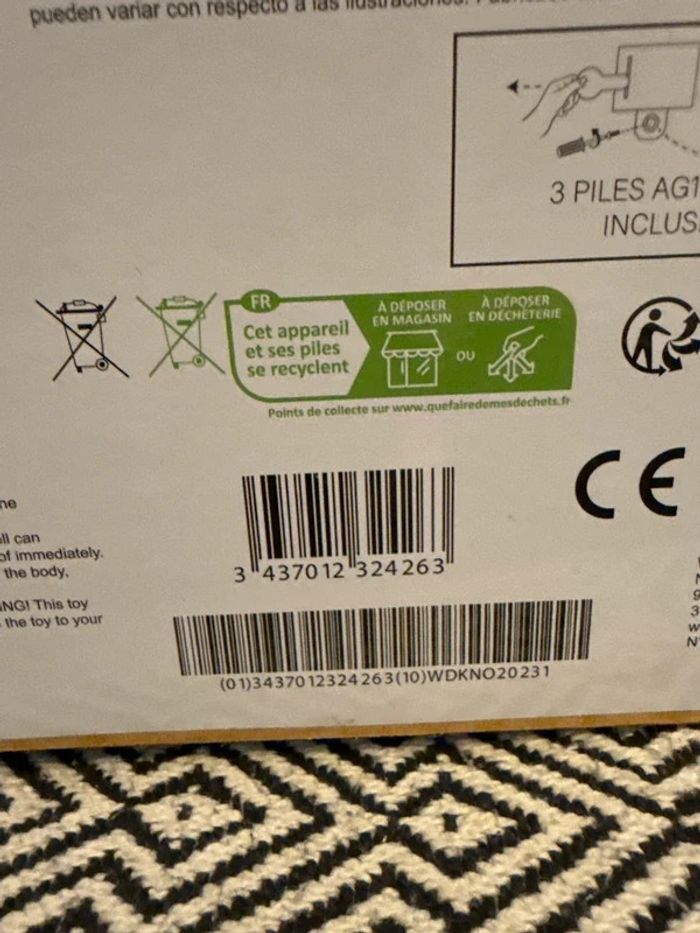 pueden variar con respecto a las ilustraciones.
3 PILES AG1
INCLUS
FR
Cet appareil
et ses piles
se recyclent
À DÉPOSER
EN MAGASIN
OU
À DÉPOSER
EN DÉCHÈTERIE
Points de collecte sur www.quefairedemesdechets.fr
CE
ne
ll can
of immediately.
the body,
NG! This toy
the toy to your
3 437012 324263
(01)3437012324263(10)WDKNO20231